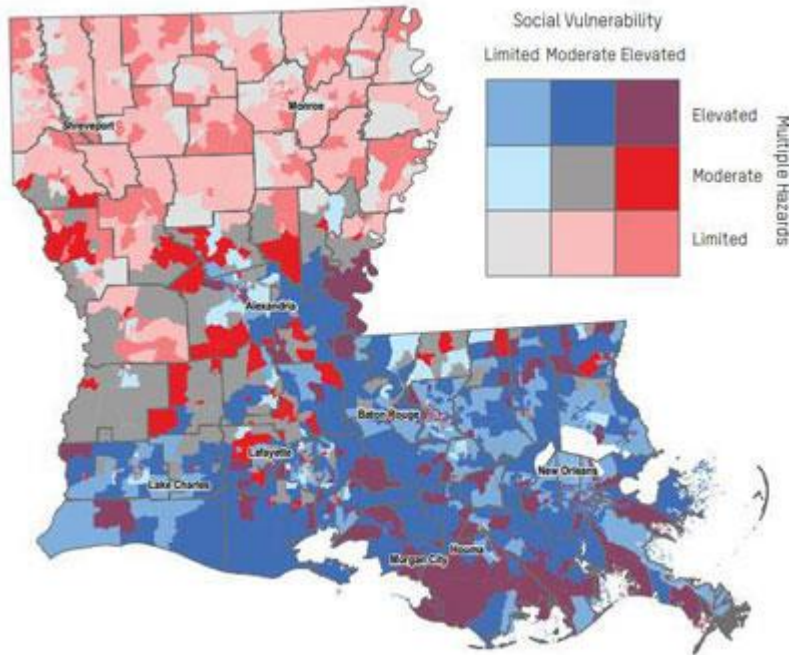 Social Vulnerability
Limited Moderate Elevated
Elevated
Moderate
Limited
Multiple Hazards
Monroe
Shreveport
Alexandria
Baton Rouge
Lafayette
New Orleans
Lake Charles
Houma
Morgan City